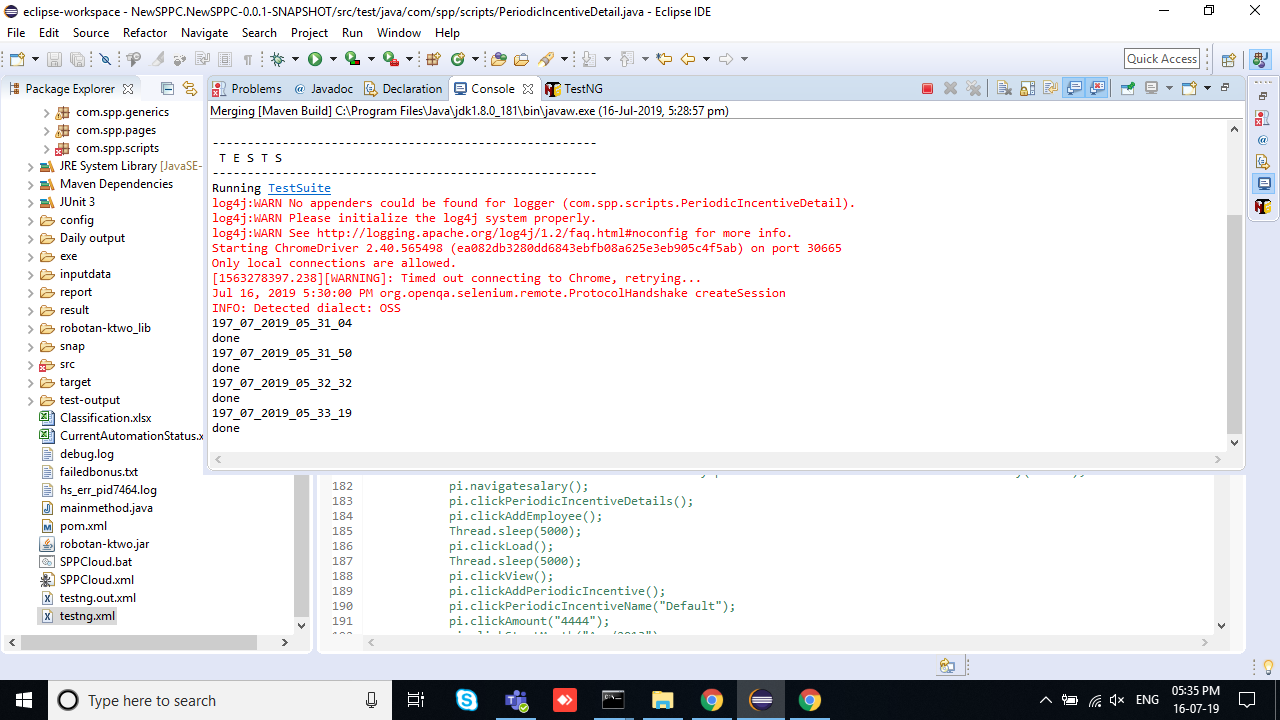 eclipse-workspace - NewSPPC.NewSPPC-0.0.1-SNAPSHOT/src/test/java/com/spp/scripts/PeriodicIncentiveDetail.java - Eclipse IDE
File Edit Source Refactor Navigate Search Project Run Window Help
Quick Access
Package Explorer
Problems @ Javadoc Declaration Console TestNG
Merging [Maven Build] C:\Program Files\Java\jdk1.8.0_181\bin\javaw.exe (16-Jul-2019, 5:28:57 pm)
com.spp.generics
com.spp.pages
com.spp.scripts
JRE System Library [JavaSE-
Maven Dependencies
JUnit 3
config
Daily output
exe
inputdata
report
result
robotan-ktwo_lib
snap
src
target
test-output
Classification.xlsx
CurrentAutomationStatus.x
debug.log
failedbonus.txt
hs_err_pid7464.log
mainmethod.java
pom.xml
robotan-ktwo.jar
SPPCloud.bat
SPPCloud.xml
testng.out.xml
testng.xml
-------------------------------------------------------
T E S T S
-------------------------------------------------------
Running TestSuite
log4j:WARN No appenders could be found for logger (com.spp.scripts.PeriodicIncentiveDetail).
log4j:WARN Please initialize the log4j system properly.
log4j:WARN See http://logging.apache.org/log4j/1.2/faq.html#noconfig for more info.
Starting ChromeDriver 2.40.565498 (ea082db3280dd6843ebfb08a625e3eb905c4f5ab) on port 30665
Only local connections are allowed.
[1563278397.238][WARNING]: Timed out connecting to Chrome, retrying...
Jul 16, 2019 5:30:00 PM org.openqa.selenium.remote.ProtocolHandshake createSession
INFO: Detected dialect: OSS
197_07_2019_05_31_04
done
197_07_2019_05_31_50
done
197_07_2019_05_32_32
done
197_07_2019_05_33_19
done
182 pi.navigatesalary();
183 pi.clickPeriodicIncentiveDetails();
184 pi.clickAddEmployee();
185 Thread.sleep(5000);
186 pi.clickLoad();
187 Thread.sleep(5000);
188 pi.clickView();
189 pi.clickAddPeriodicIncentive();
190 pi.clickPeriodicIncentiveName("Default");
191 pi.clickAmount("4444");
Type here to search
ENG
05:35 PM
16-07-19